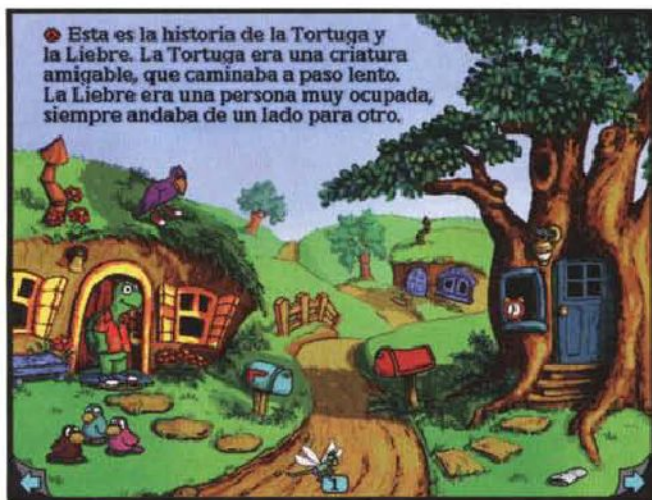 Esta es la historia de la Tortuga y
la Liebre. La Tortuga era una criatura
amigable, que caminaba a paso lento.
La Liebre era una persona muy ocupada,
siempre andaba de un lado para otro.
1